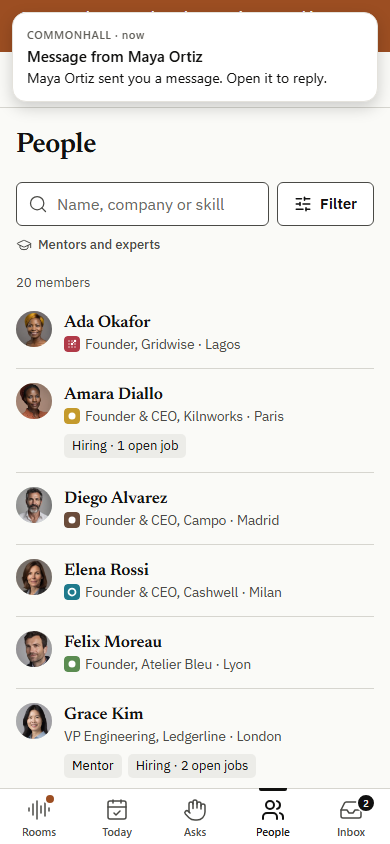 COMMONHALL · now
Message from Maya Ortiz
Maya Ortiz sent you a message. Open it to reply.
People
Name, company or skill
Filter
Mentors and experts
20 members
Ada Okafor
Founder, Gridwise · Lagos
Amara Diallo
Founder & CEO, Kilnworks · Paris
Hiring · 1 open job
Diego Alvarez
Founder & CEO, Campo · Madrid
Elena Rossi
Founder & CEO, Cashwell · Milan
Felix Moreau
Founder, Atelier Bleu · Lyon
Grace Kim
VP Engineering, Ledgerline · London
Mentor
Hiring · 2 open jobs
2
Rooms
Today
Asks
People
Inbox